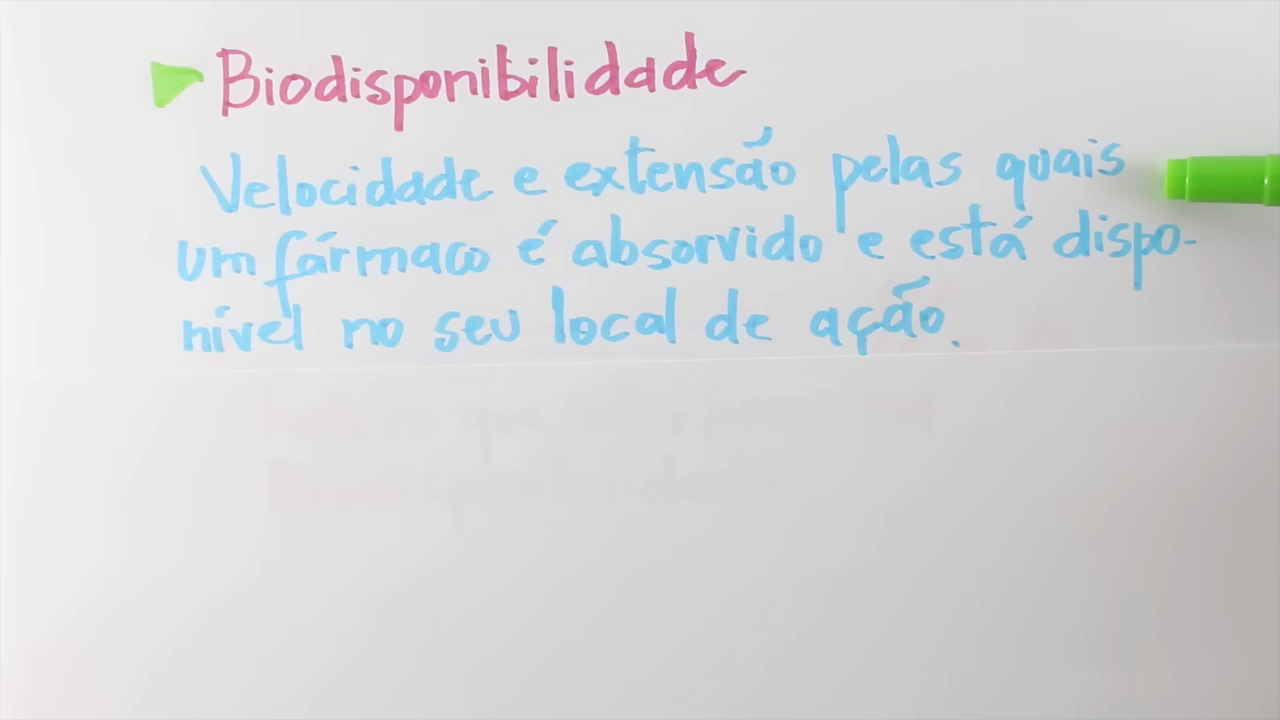 Biodisponibilidade
Velocidade e extensão pelas quais
um fármaco é absorvido e está dispo-
nível no seu local de ação.